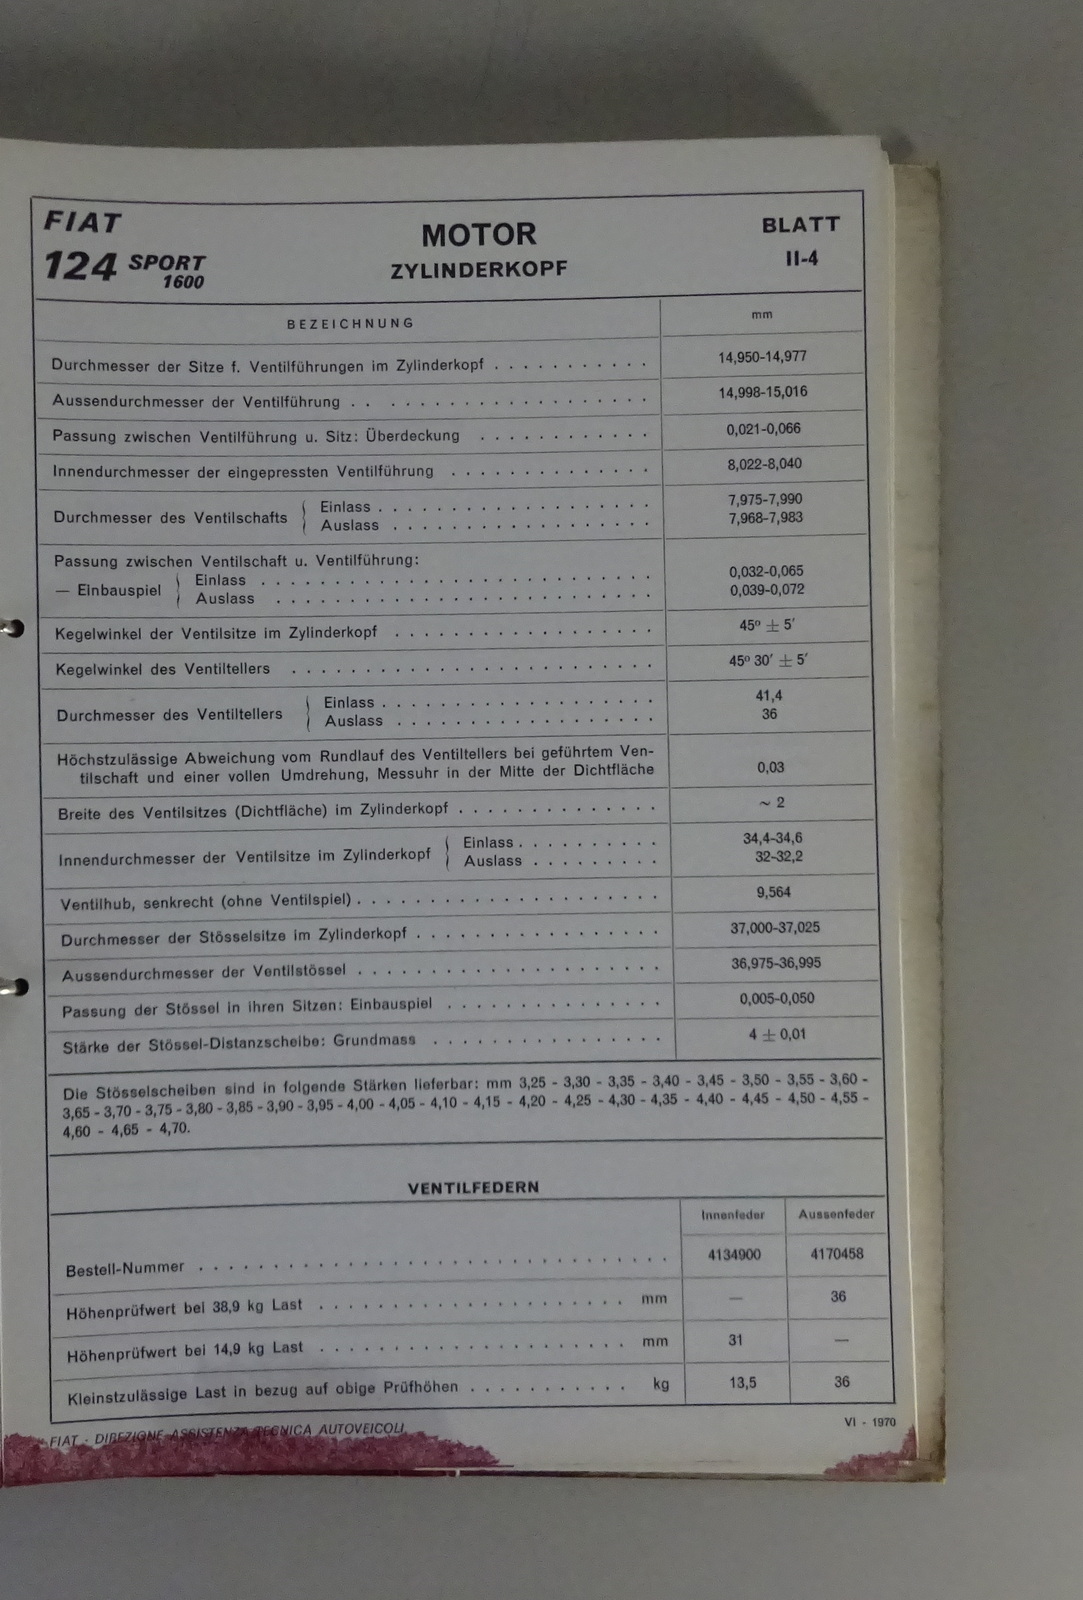 FIAT
124 SPORT
1600
MOTOR
ZYLINDERKOPF
BLATT
II-4
BEZEICHNUNG mm
Durchmesser der Sitze f. Ventilführungen im Zylinderkopf . . . . . . . . . . . 14,950-14,977
Aussendurchmesser der Ventilführung . . . . . . . . . . . . . . . . . . . . 14,998-15,016
Passung zwischen Ventilführung u. Sitz: Überdeckung . . . . . . . . . . . . 0,021-0,066
Innendurchmesser der eingepressten Ventilführung . . . . . . . . . . . . . . 8,022-8,040
Durchmesser des Ventilschafts { Einlass . . . . . . . . . . . . . . . . . . . 7,975-7,990
Auslass . . . . . . . . . . . . . . . . . . 7,968-7,983
Passung zwischen Ventilschaft u. Ventilführung:
— Einbauspiel { Einlass . . . . . . . . . . . . . . . . . . . . . . . . . . . 0,032-0,065
Auslass . . . . . . . . . . . . . . . . . . . . . . . . . . 0,039-0,072
Kegelwinkel der Ventilsitze im Zylinderkopf . . . . . . . . . . . . . . . . . . 45º ± 5′
Kegelwinkel des Ventiltellers . . . . . . . . . . . . . . . . . . . . . . . . . 45º 30′ ± 5′
Durchmesser des Ventiltellers { Einlass . . . . . . . . . . . . . . . . . . . 41,4
Auslass . . . . . . . . . . . . . . . . . . 36
Höchstzulässige Abweichung vom Rundlauf des Ventiltellers bei geführtem Ven-
tilschaft und einer vollen Umdrehung, Messuhr in der Mitte der Dichtfläche 0,03
Breite des Ventilsitzes (Dichtfläche) im Zylinderkopf . . . . . . . . . . . . . . ~ 2
Innendurchmesser der Ventilsitze im Zylinderkopf { Einlass . . . . . . . . . . 34,4-34,6
Auslass . . . . . . . . . 32-32,2
Ventilhub, senkrecht (ohne Ventilspiel) . . . . . . . . . . . . . . . . . . . . . 9,564
Durchmesser der Stösselsitze im Zylinderkopf . . . . . . . . . . . . . . . . . 37,000-37,025
Aussendurchmesser der Ventilstössel . . . . . . . . . . . . . . . . . . . . . 36,975-36,995
Passung der Stössel in ihren Sitzen: Einbauspiel . . . . . . . . . . . . . . . 0,005-0,050
Stärke der Stössel-Distanzscheibe: Grundmass . . . . . . . . . . . . . . . . 4 ± 0,01
Die Stösselscheiben sind in folgende Stärken lieferbar: mm 3,25 - 3,30 - 3,35 - 3,40 - 3,45 - 3,50 - 3,55 - 3,60 -
3,65 - 3,70 - 3,75 - 3,80 - 3,85 - 3,90 - 3,95 - 4,00 - 4,05 - 4,10 - 4,15 - 4,20 - 4,25 - 4,30 - 4,35 - 4,40 - 4,45 - 4,50 - 4,55 -
4,60 - 4,65 - 4,70.
VENTILFEDERN
Innenfeder Aussenfeder
Bestell-Nummer . . . . . . . . . . . . . . . . . . . . . . . . . . . . . . . . 4134900 4170458
Höhenprüfwert bei 38,9 kg Last . . . . . . . . . . . . . . . . . . . . . mm — 36
Höhenprüfwert bei 14,9 kg Last . . . . . . . . . . . . . . . . . . . . . mm 31 —
Kleinstzulässige Last in bezug auf obige Prüfhöhen . . . . . . . . . . . kg 13,5 36
FIAT - DIREZIONE ASSISTENZA TECNICA AUTOVEICOLI
VI - 1970